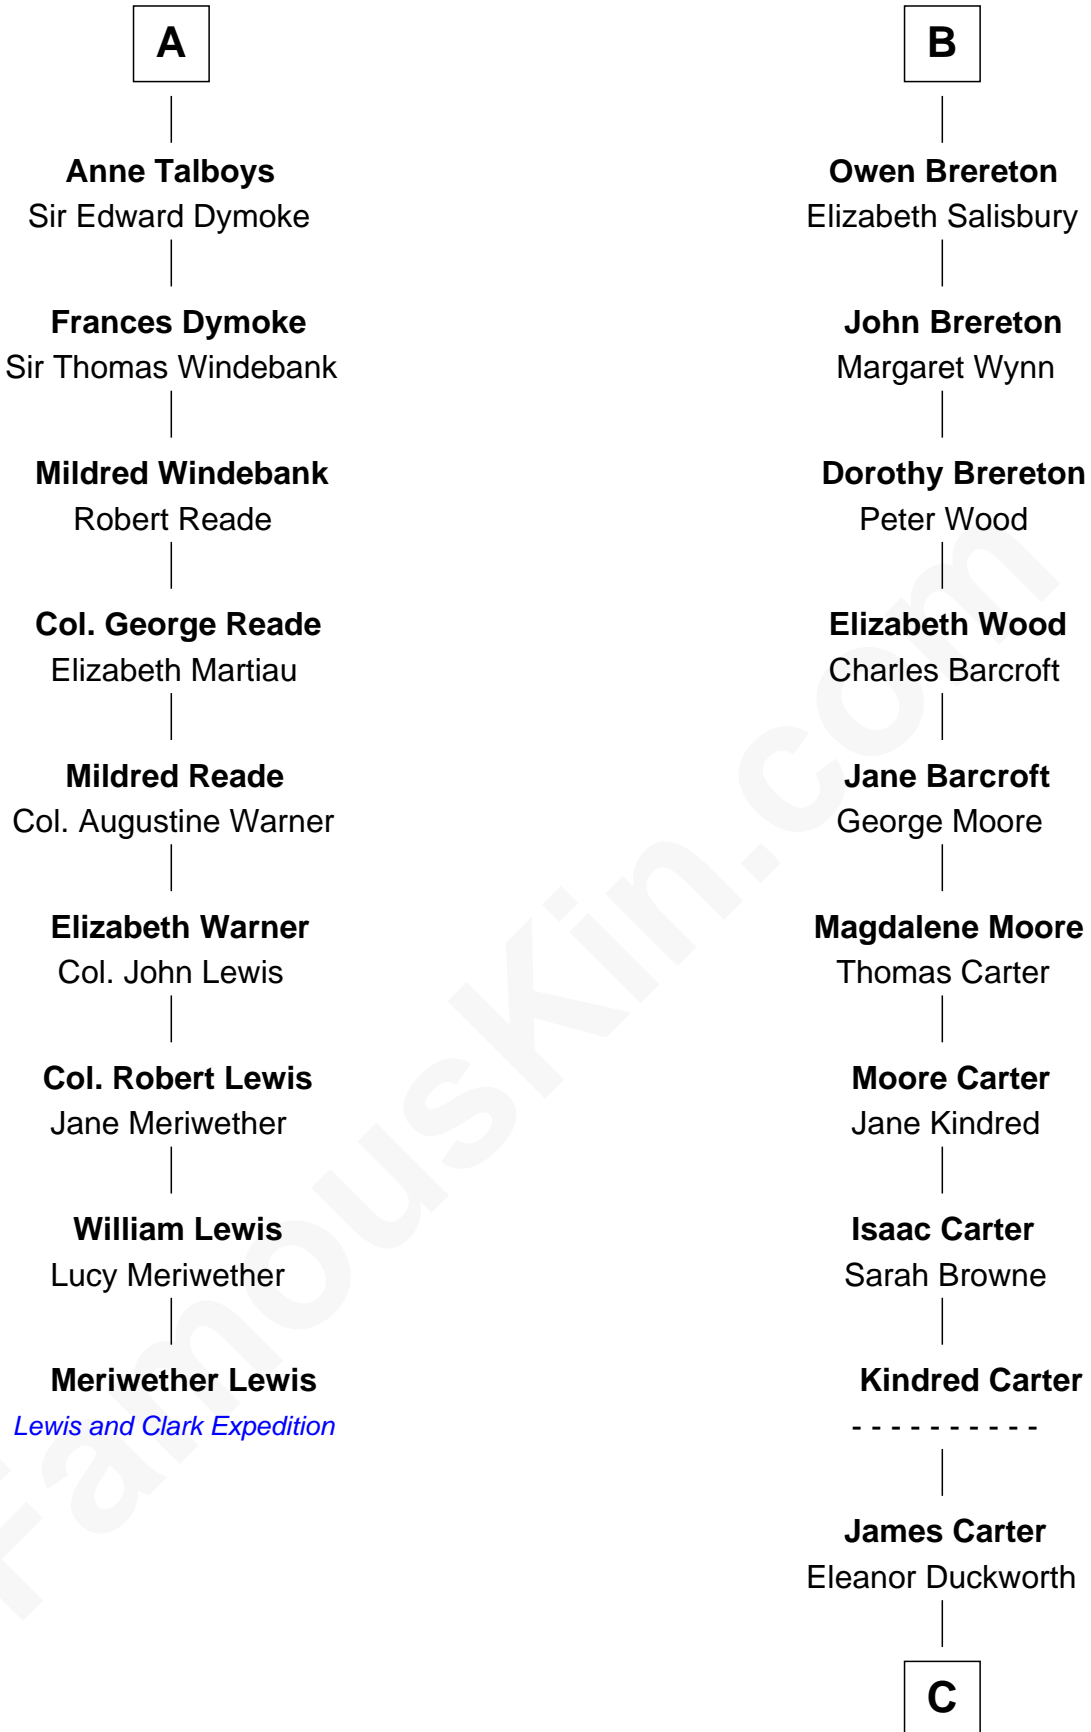 A
Anne Talboys
Sir Edward Dymoke
Frances Dymoke
Sir Thomas Windebank
Mildred Windebank
Robert Reade
Col. George Reade
Elizabeth Martiau
Mildred Reade
Col. Augustine Warner
Elizabeth Warner
Col. John Lewis
Col. Robert Lewis
Jane Meriwether
William Lewis
Lucy Meriwether
Meriwether Lewis
Lewis and Clark Expedition
B
Owen Brereton
Elizabeth Salisbury
John Brereton
Margaret Wynn
Dorothy Brereton
Peter Wood
Elizabeth Wood
Charles Barcroft
Jane Barcroft
George Moore
Magdalene Moore
Thomas Carter
Moore Carter
Jane Kindred
Isaac Carter
Sarah Browne
Kindred Carter
- - - - - - - - - -
James Carter
Eleanor Duckworth
C
FamousKin.com